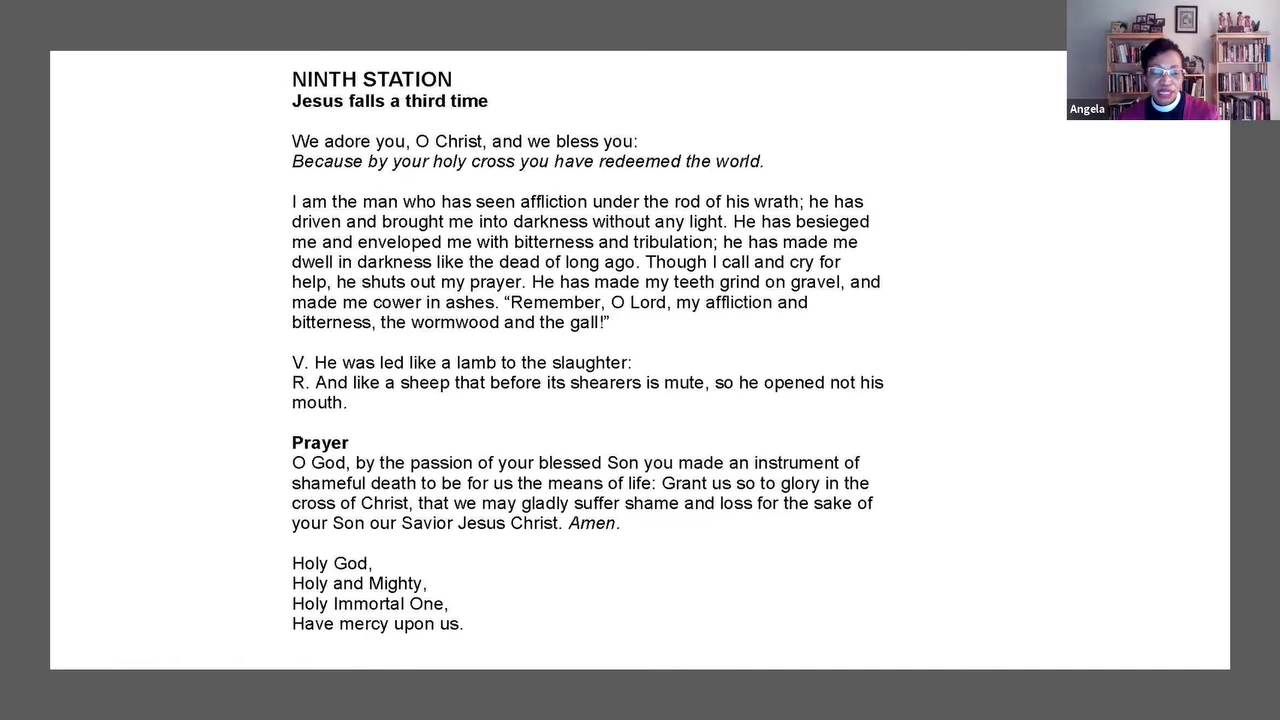 NINTH STATION
Jesus falls a third time
We adore you, O Christ, and we bless you:
Because by your holy cross you have redeemed the world.
I am the man who has seen affliction under the rod of his wrath; he has
driven and brought me into darkness without any light. He has besieged
me and enveloped me with bitterness and tribulation; he has made me
dwell in darkness like the dead of long ago. Though I call and cry for
help, he shuts out my prayer. He has made my teeth grind on gravel, and
made me cower in ashes. “Remember, O Lord, my affliction and
bitterness, the wormwood and the gall!”
V. He was led like a lamb to the slaughter:
R. And like a sheep that before its shearers is mute, so he opened not his
mouth.
Prayer
O God, by the passion of your blessed Son you made an instrument of
shameful death to be for us the means of life: Grant us so to glory in the
cross of Christ, that we may gladly suffer shame and loss for the sake of
your Son our Savior Jesus Christ. Amen.
Holy God,
Holy and Mighty,
Holy Immortal One,
Have mercy upon us.
Angela